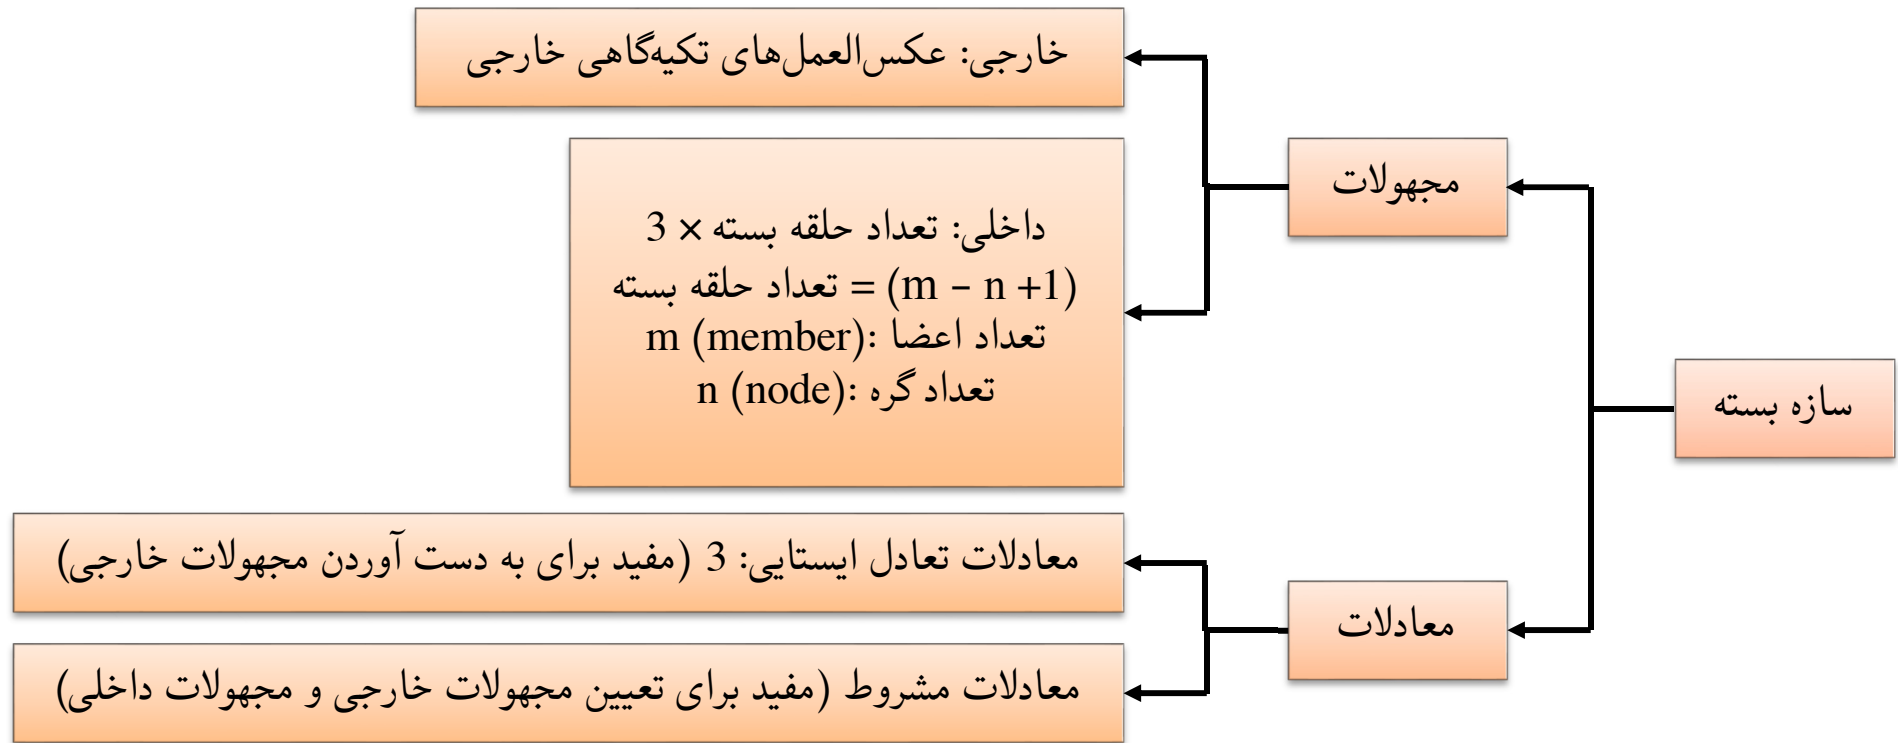 سازه بسته
مجهولات
خارجی: عکس‌العمل‌های تکیه‌گاهی خارجی
داخلی: تعداد حلقه بسته × 3
تعداد حلقه بسته = (m – n +1)
m (member): تعداد اعضا
n (node): تعداد گره
معادلات
معادلات تعادل ایستایی: 3 (مفید برای به دست آوردن مجهولات خارجی)
معادلات مشروط (مفید برای تعیین مجهولات خارجی و مجهولات داخلی)